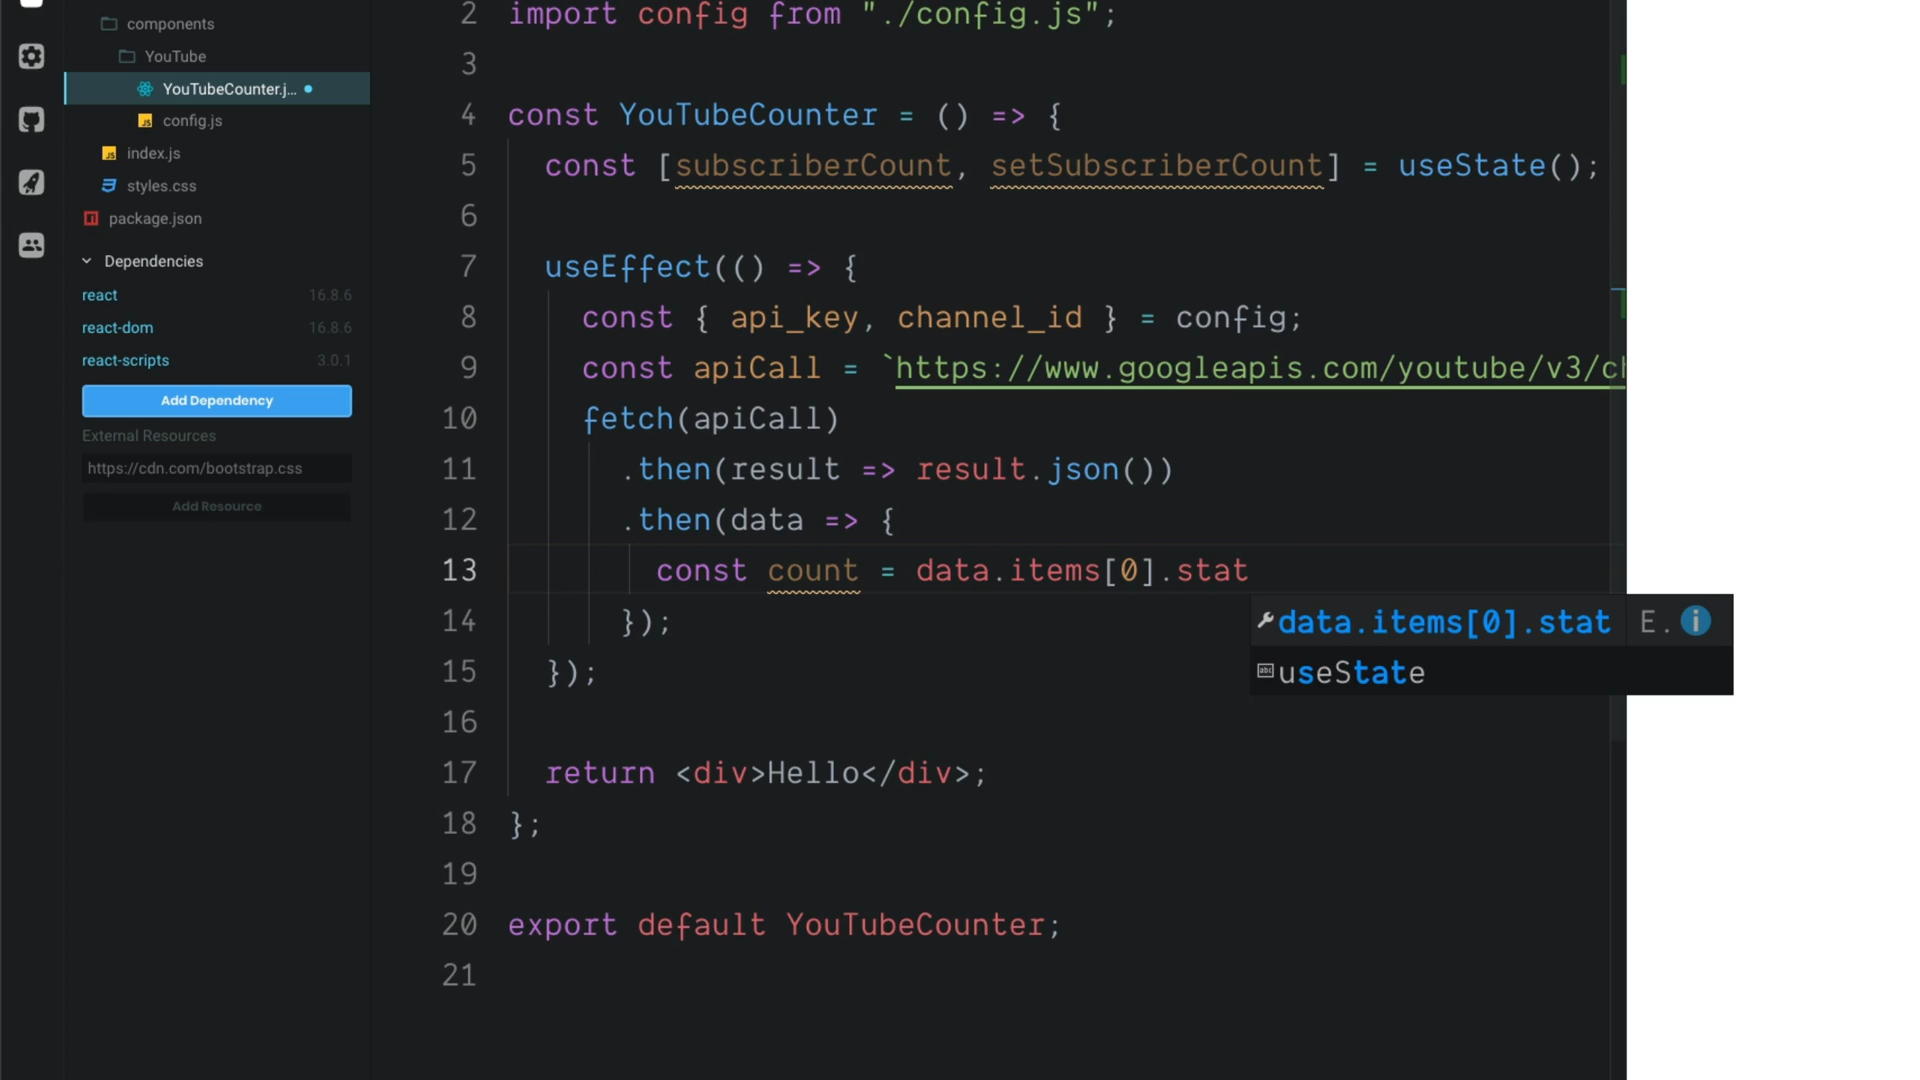 components
YouTube
YouTubeCounter.j...
config.js
index.js
styles.css
package.json
Dependencies
react 16.8.6
react-dom 16.8.6
react-scripts 3.0.1
Add Dependency
External Resources
https://cdn.com/bootstrap.css
Add Resource
2 import config from "./config.js";
3
4 const YouTubeCounter = () => {
5 const [subscriberCount, setSubscriberCount] = useState();
6
7 useEffect(() => {
8 const { api_key, channel_id } = config;
9 const apiCall = `https://www.googleapis.com/youtube/v3/ch
10 fetch(apiCall)
11 .then(result => result.json())
12 .then(data => {
13 const count = data.items[0].stat
14 });
15 });
16
17 return <div>Hello</div>;
18 };
19
20 export default YouTubeCounter;
21
data.items[0].stat E.
useState